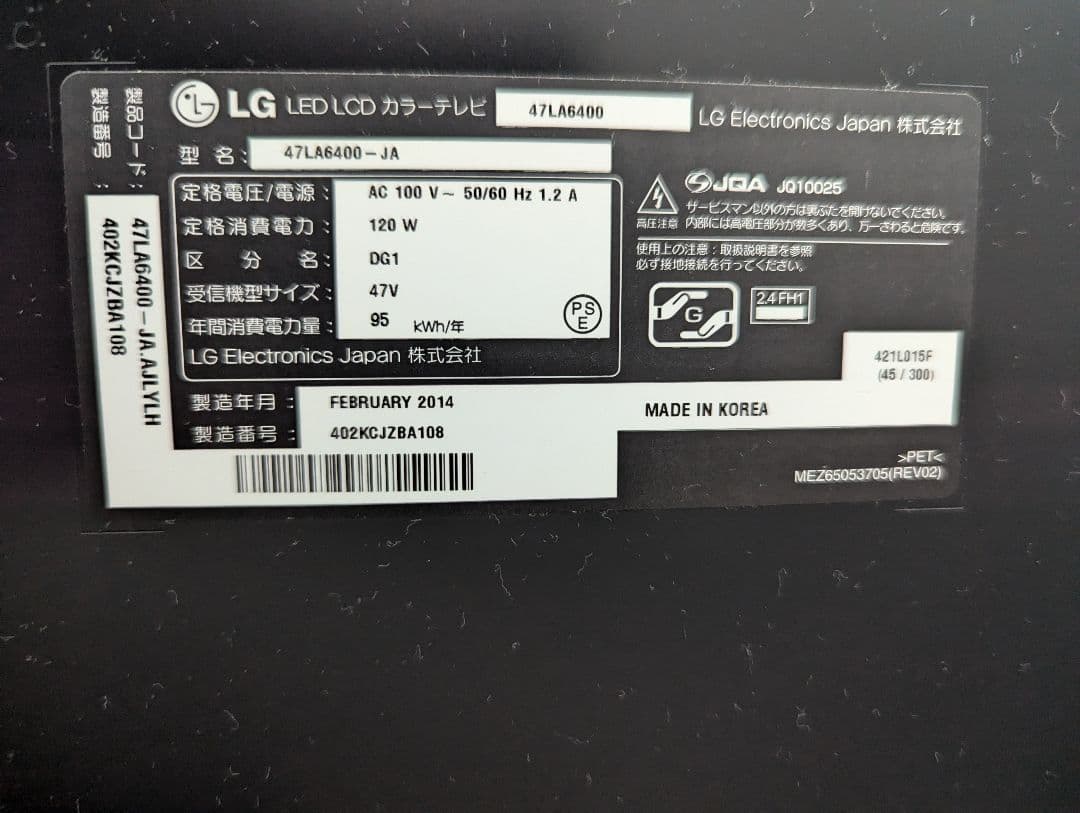 LG LED LCD カラーテレビ 47LA6400 LG Electronics Japan 株式会社
型 名: 47LA6400-JA
定格電圧/電源: AC 100 V~ 50/60 Hz 1.2 A
定格消費電力: 120 W
区 分 名: DG1
受信機型サイズ: 47V
年間消費電力量: 95 kWh/年
PS
E
LG Electronics Japan 株式会社
JQA JQ10025
高圧注意
サービスマン以外の方は裏ぶたを開けないでください。
内部には高電圧部分が数多くあり、万一さわると危険です。
使用上の注意:取扱説明書を参照
必ず接地接続を行ってください。
G
2.4FH1
421L015F
(45 / 300)
製造年月: FEBRUARY 2014
製造番号: 402KCJZBA108
MADE IN KOREA
>PET<
MEZ65053705(REV02)
製品コード: 47LA6400-JA.AJLYLH
製造番号: 402KCJZBA108